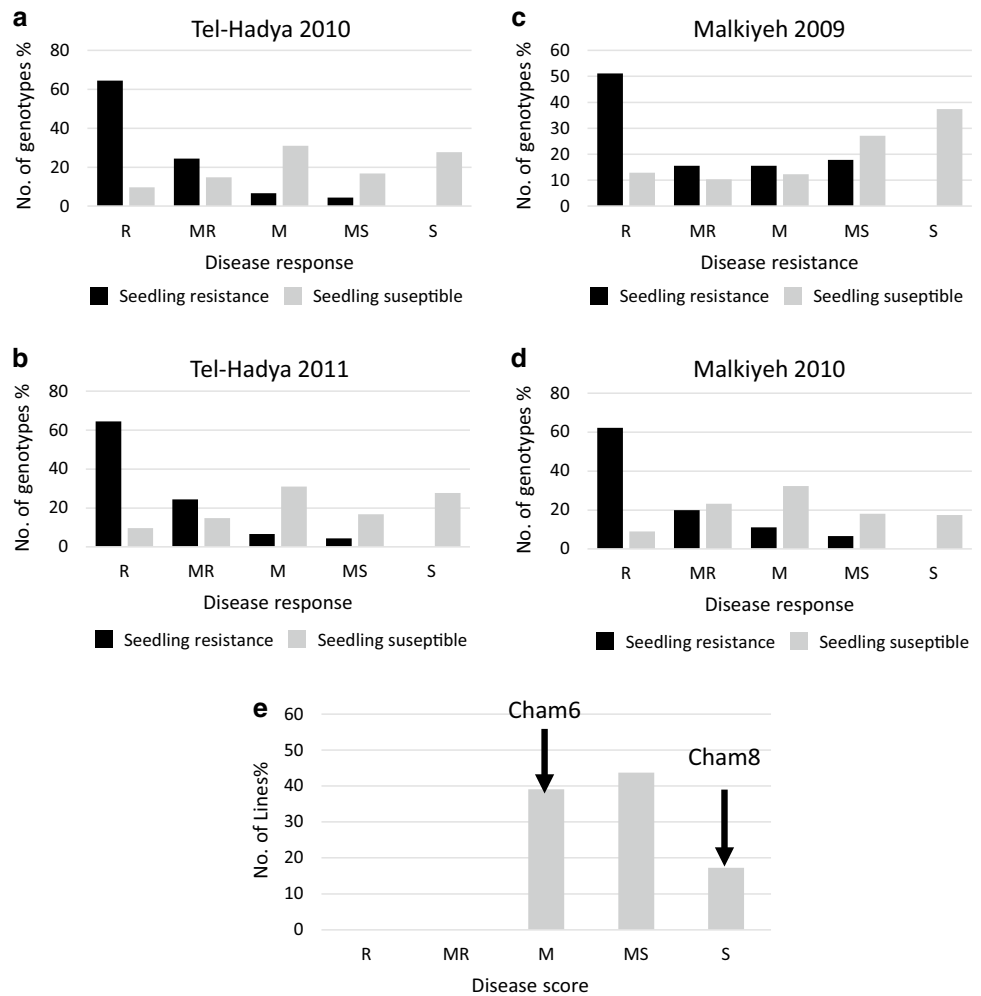 a
Tel-Hadya 2010
No. of genotypes %
80
60
40
20
0
R MR M MS S
Disease response
Seedling resistance Seedling suseptible
c
Malkiyeh 2009
No. of genotypes %
60
50
40
30
20
10
0
R MR M MS S
Disease resistance
Seedling resistance Seedling suseptible
b
Tel-Hadya 2011
No. of genotypes %
80
60
40
20
0
R MR M MS S
Disease response
Seedling resistance Seedling suseptible
d
Malkiyeh 2010
No. of genotypes %
80
60
40
20
0
R MR M MS S
Disease response
Seedling resistance Seedling suseptible
e
No. of Lines%
60
50
40
30
20
10
0
Cham6
Cham8
R MR M MS S
Disease score